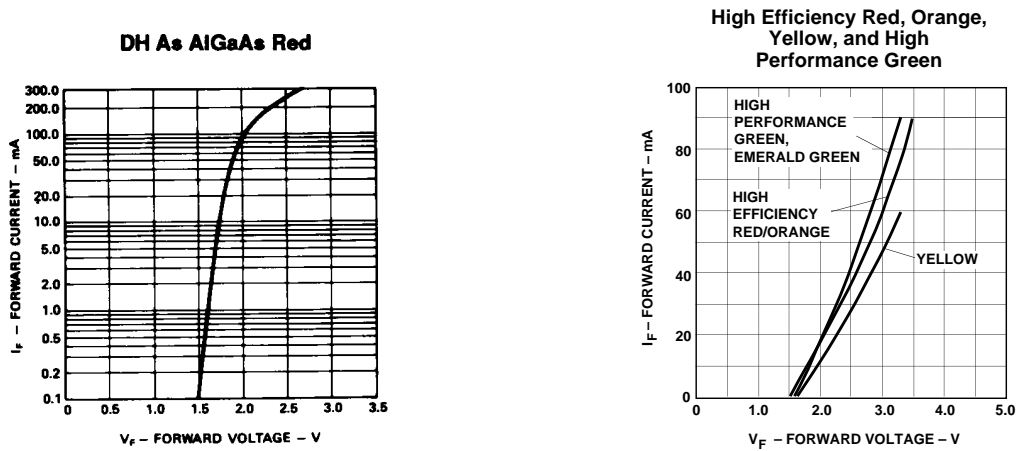 DH As AlGaAs Red
300.0
200.0
100.0
50.0
20.0
10.0
5.0
2.0
1.0
0.5
0.2
0.1
I_F – FORWARD CURRENT – mA
0 0.5 1.0 1.5 2.0 2.5 3.0 3.5
V_F – FORWARD VOLTAGE – V
High Efficiency Red, Orange,
Yellow, and High
Performance Green
100
80
60
40
20
0
I_F – FORWARD CURRENT – mA
HIGH
PERFORMANCE
GREEN,
EMERALD GREEN
HIGH
EFFICIENCY
RED/ORANGE
YELLOW
0 1.0 2.0 3.0 4.0 5.0
V_F – FORWARD VOLTAGE – V